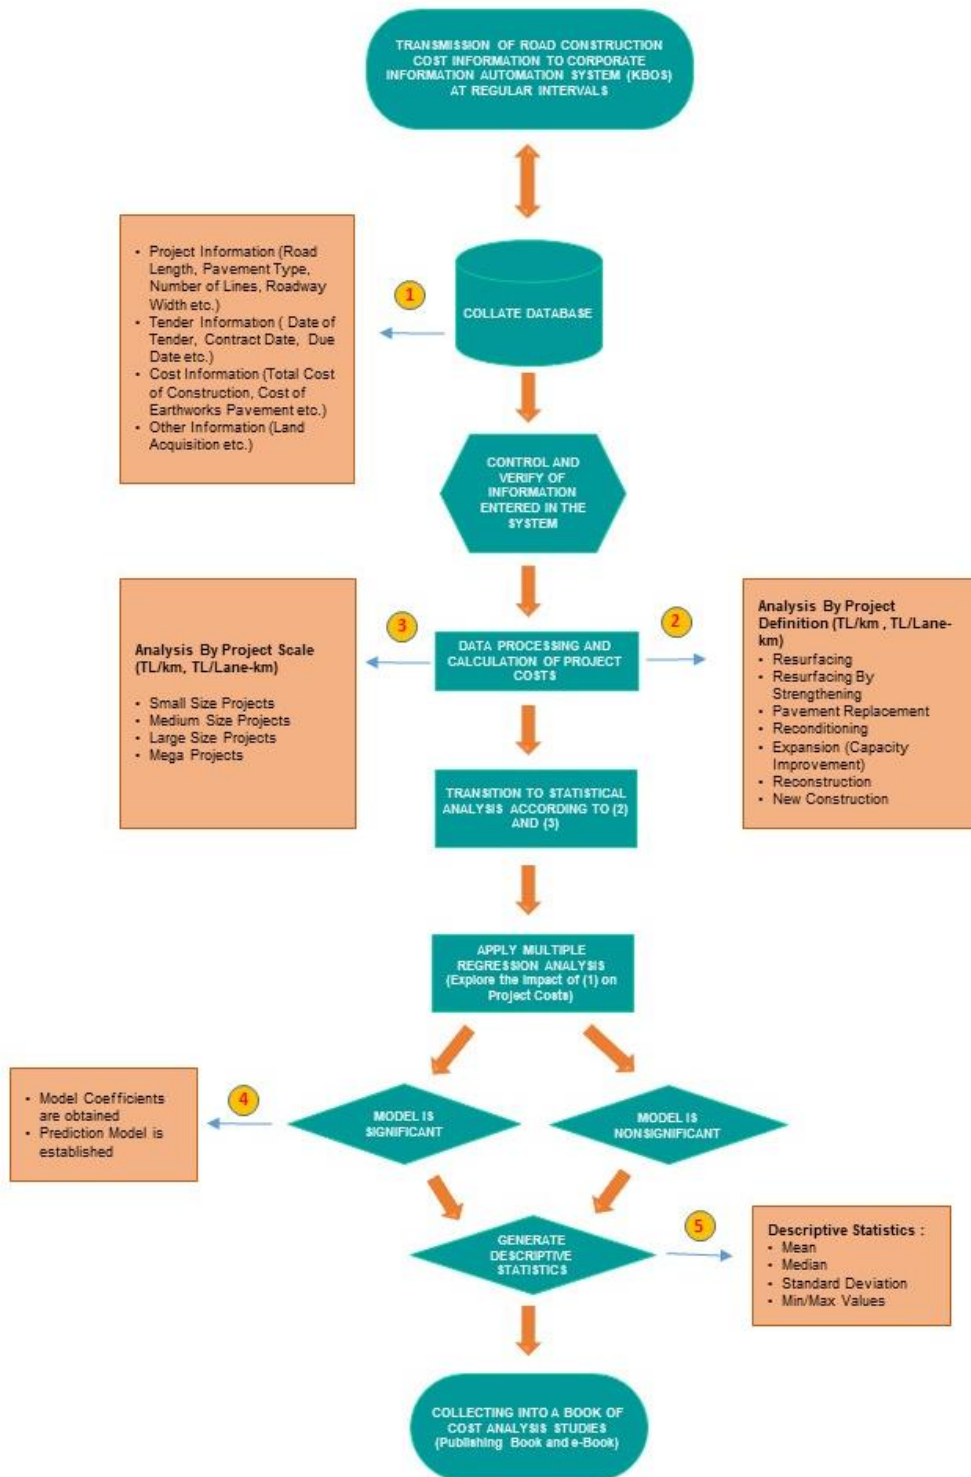 TRANSMISSION OF ROAD CONSTRUCTION
COST INFORMATION TO CORPORATE
INFORMATION AUTOMATION SYSTEM (KBOS)
AT REGULAR INTERVALS
• Project Information (Road
Length, Pavement Type,
Number of Lines, Roadway
Width etc.)
• Tender Information ( Date of
Tender, Contract Date, Due
Date etc.)
• Cost Information (Total Cost
of Construction, Cost of
Earthworks Pavement etc.)
• Other Information (Land
Acquisition etc.)
1
COLLATE DATABASE
CONTROL AND
VERIFY OF
INFORMATION
ENTERED IN THE
SYSTEM
Analysis By Project Scale
(TL/km, TL/Lane-km)
• Small Size Projects
• Medium Size Projects
• Large Size Projects
• Mega Projects
3
DATA PROCESSING AND
CALCULATION OF PROJECT
COSTS
2
Analysis By Project
Definition (TL/km , TL/Lane-
km)
• Resurfacing
• Resurfacing By
Strengthening
• Pavement Replacement
• Reconditioning
• Expansion (Capacity
Improvement)
• Reconstruction
• New Construction
TRANSITION TO STATISTICAL
ANALYSIS ACCORDING TO (2)
AND (3)
APPLY MULTIPLE
REGRESSION ANALYSIS
(Explore the Impact of (1) on
Project Costs)
• Model Coefficients
are obtained
• Prediction Model is
established
4
MODEL IS
SIGNIFICANT
MODEL IS
NONSIGNIFICANT
GENERATE
DESCRIPTIVE
STATISTICS
5
Descriptive Statistics :
• Mean
• Median
• Standard Deviation
• Min/Max Values
COLLECTING INTO A BOOK OF
COST ANALYSIS STUDIES
(Publishing Book and e-Book)